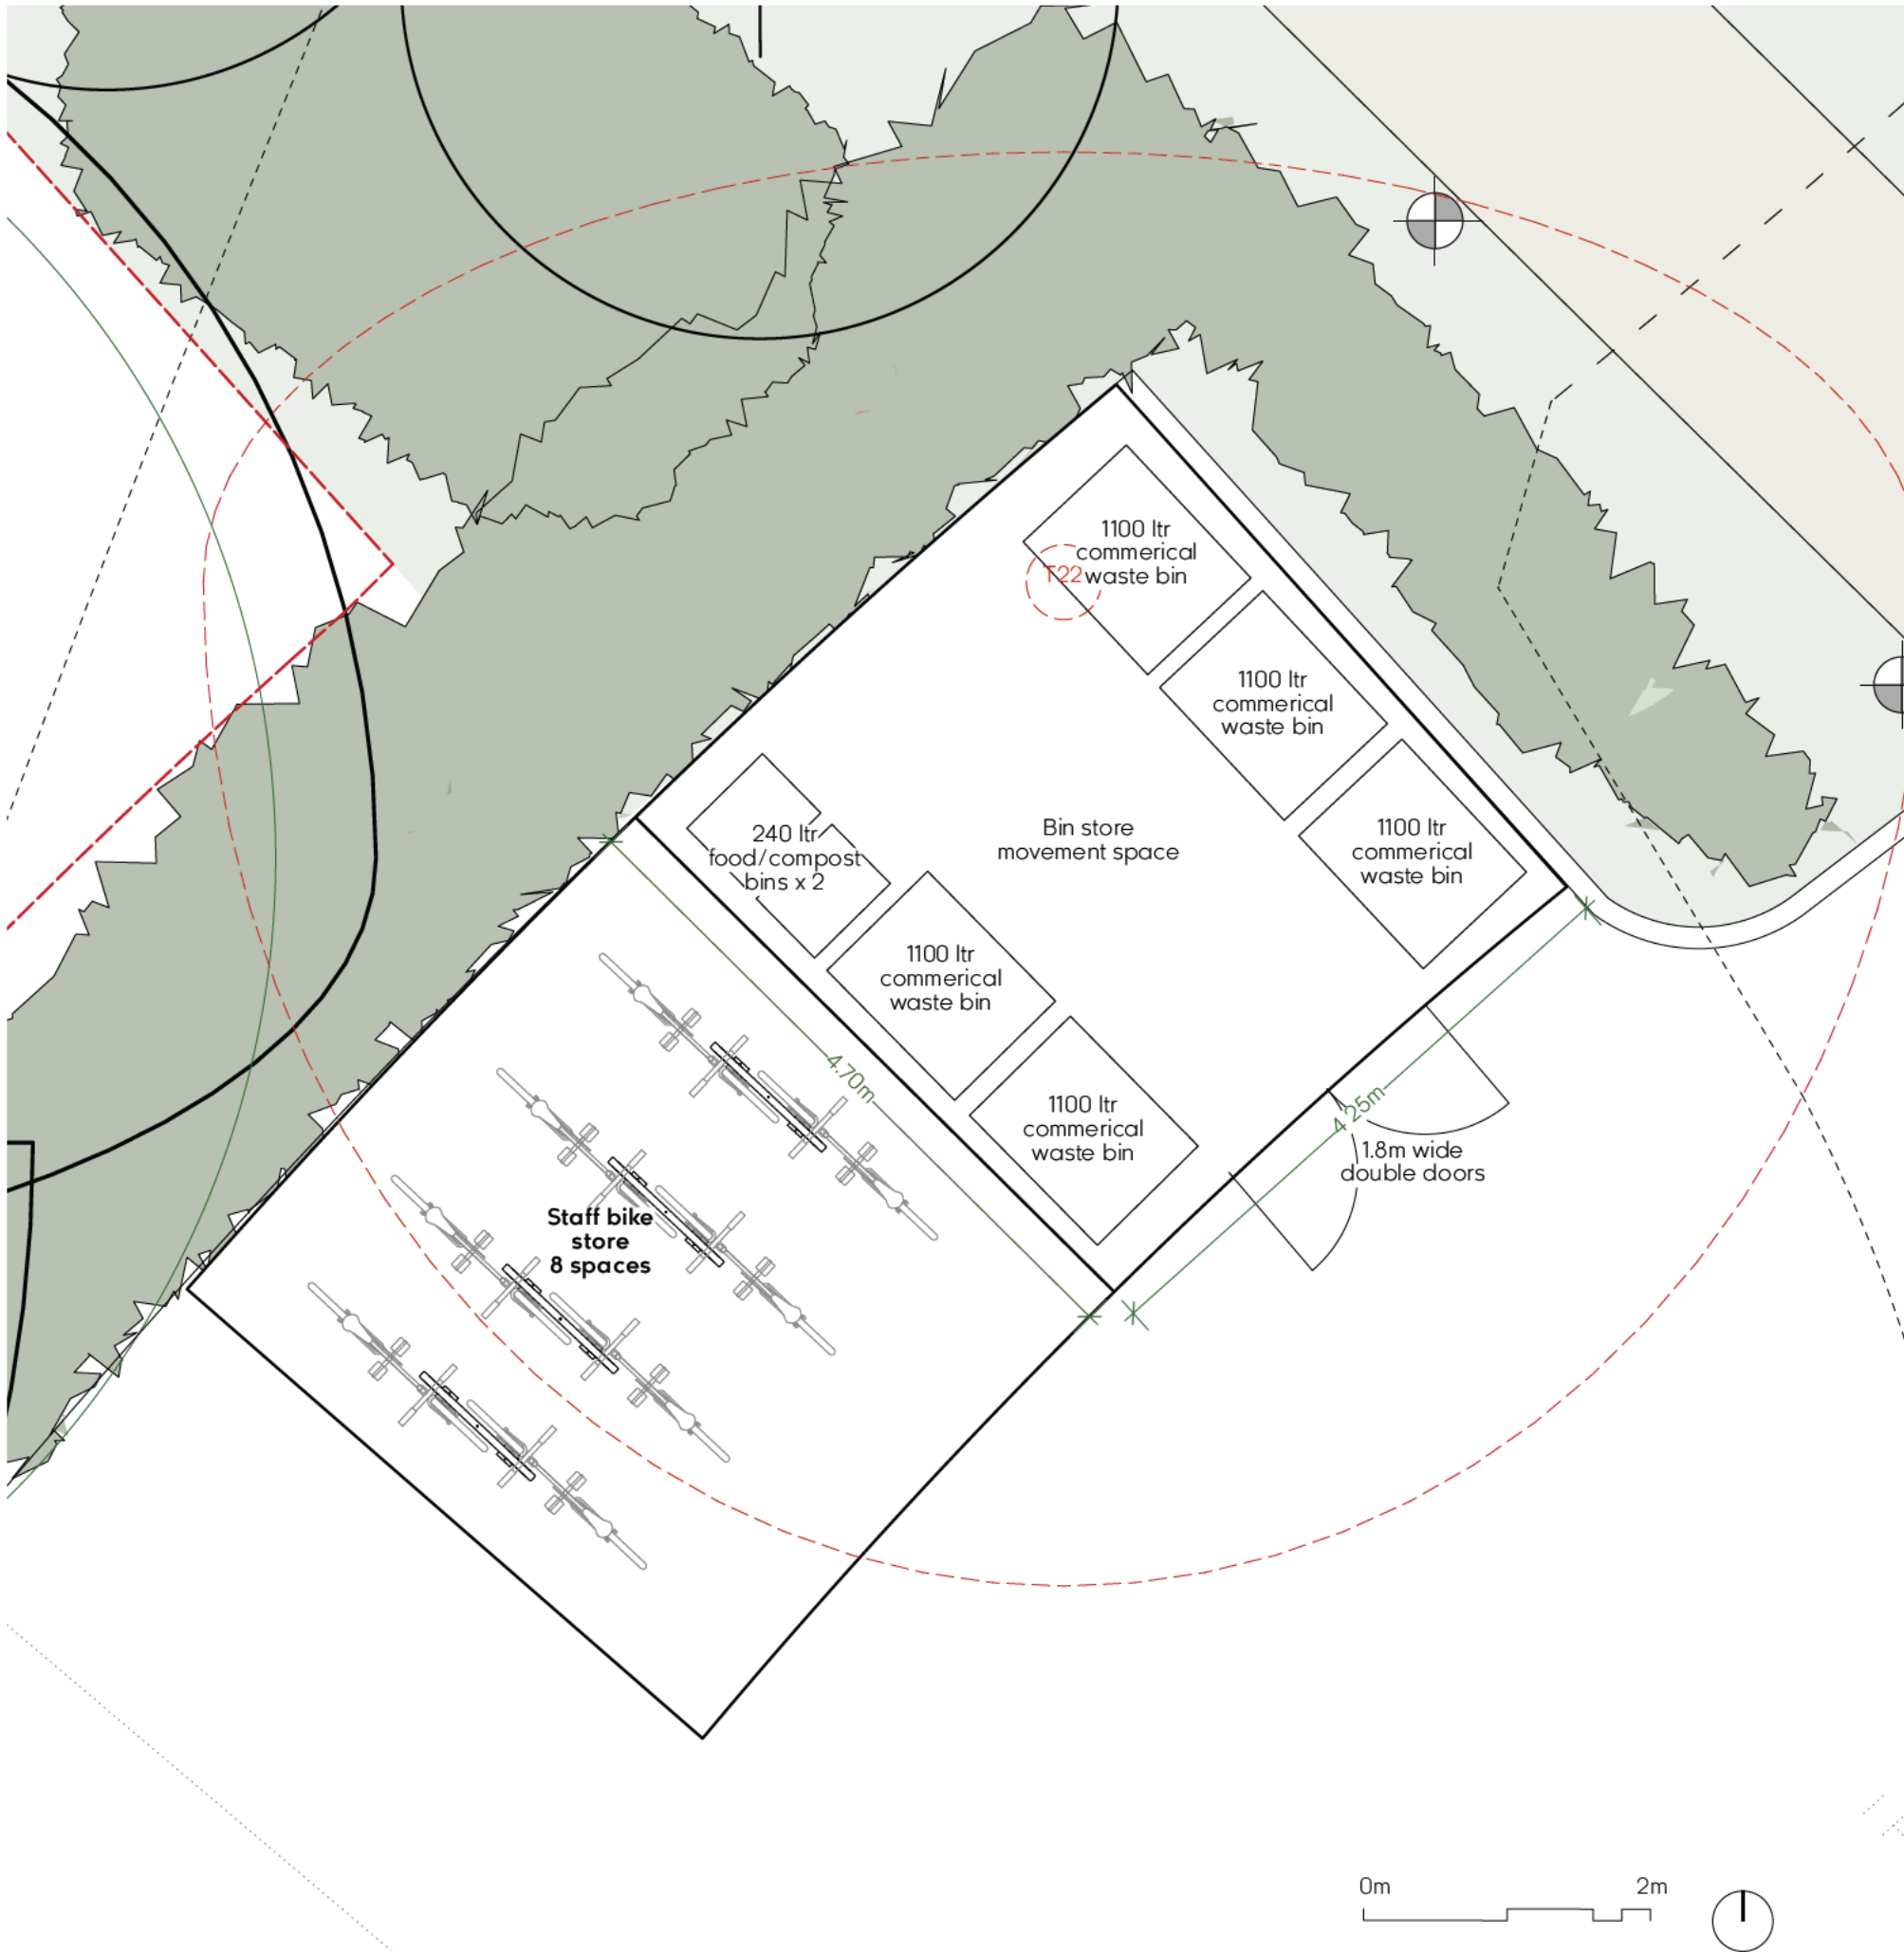 1100 ltr
commerical
waste bin
T22
1100 ltr
commerical
waste bin
1100 ltr
commerical
waste bin
Bin store
movement space
240 ltr
food/compost
bins x 2
1100 ltr
commerical
waste bin
4.70m
1100 ltr
commerical
waste bin
4.25m
1.8m wide
double doors
Staff bike
store
8 spaces
0m
2m